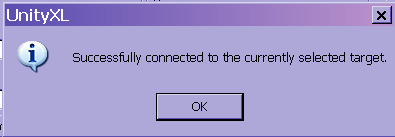 UnityXL
Successfully connected to the currently selected target.
OK